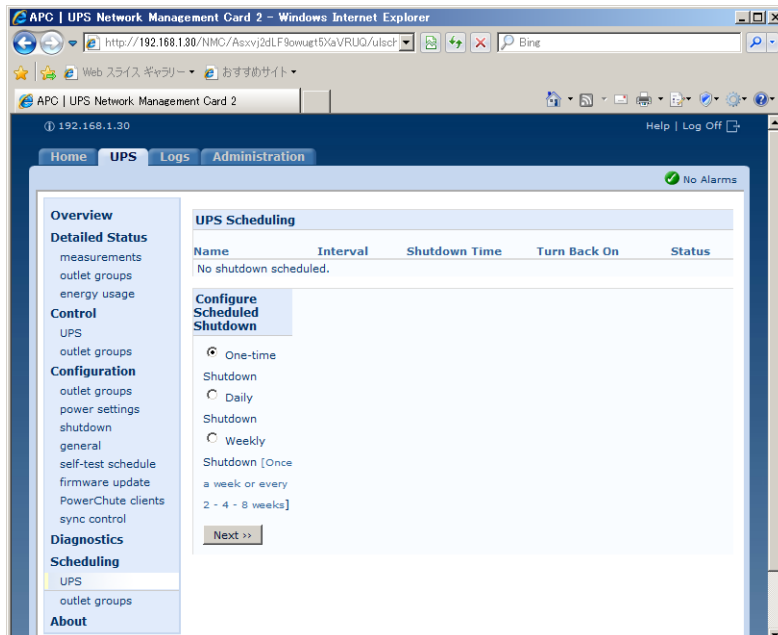 APC | UPS Network Management Card 2 - Windows Internet Explorer
http://192.168.1.30/NMC/Asxvj2dLF9owugt5XaVRUQ/ulsch
Bing
Web スライス ギャラリー
おすすめサイト
APC | UPS Network Management Card 2
192.168.1.30
Help | Log Off
Home UPS Logs Administration
No Alarms
Overview
Detailed Status
measurements
outlet groups
energy usage
Control
UPS
outlet groups
Configuration
outlet groups
power settings
shutdown
general
self-test schedule
firmware update
PowerChute clients
sync control
Diagnostics
Scheduling
UPS
outlet groups
About
UPS Scheduling
Name Interval Shutdown Time Turn Back On Status
No shutdown scheduled.
Configure
Scheduled
Shutdown
One-time
Shutdown
Daily
Shutdown
Weekly
Shutdown [Once
a week or every
2 - 4 - 8 weeks]
Next >>